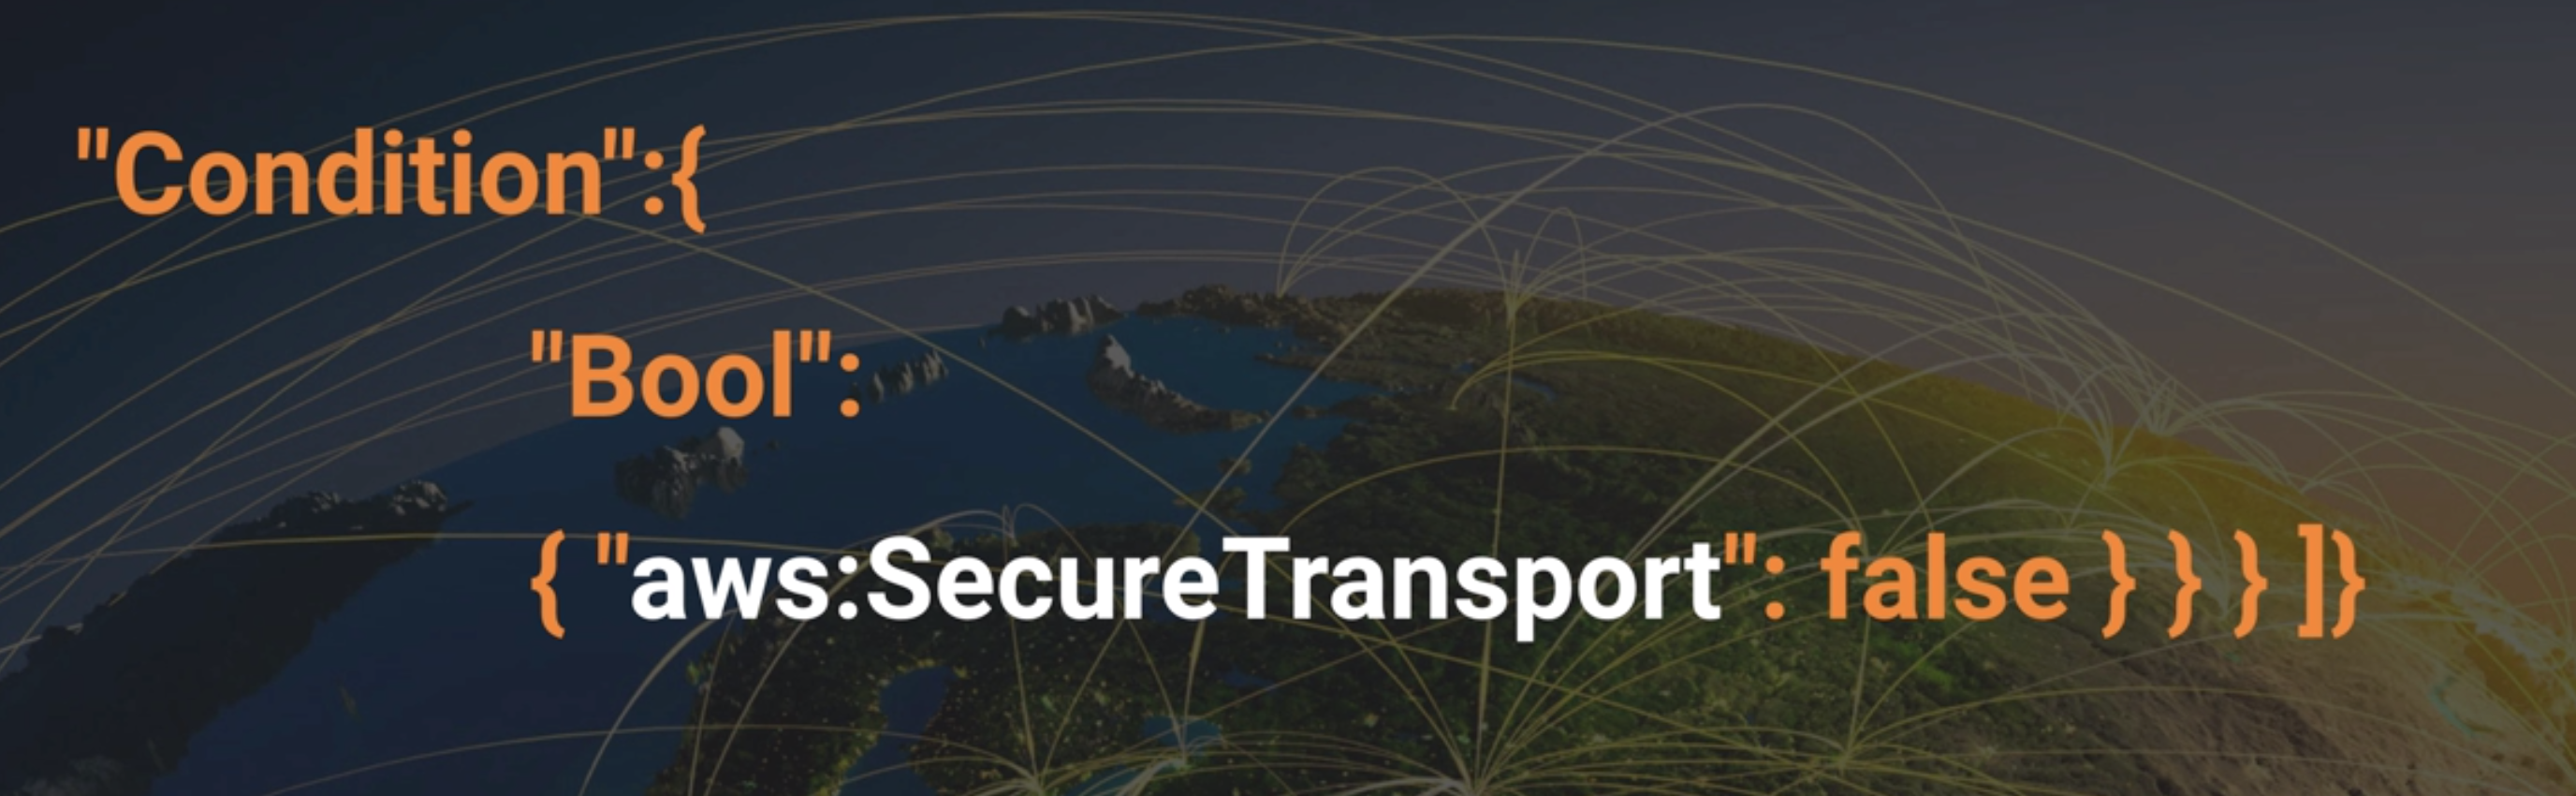 "Condition":{
"Bool":
{ "aws:SecureTransport": false } } } ]}